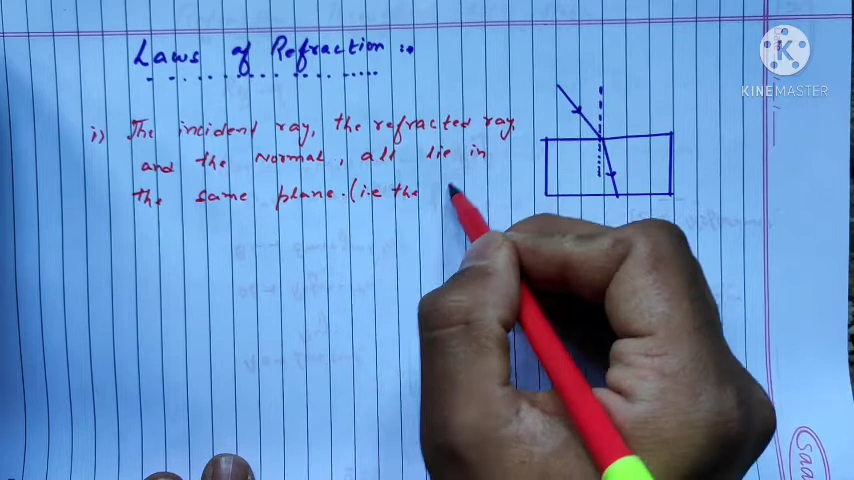 Laws of Refraction :-
i) The incident ray, the refracted ray,
and the Normal, all lie in
the same plane. (i.e the
KINEMASTER
Saa